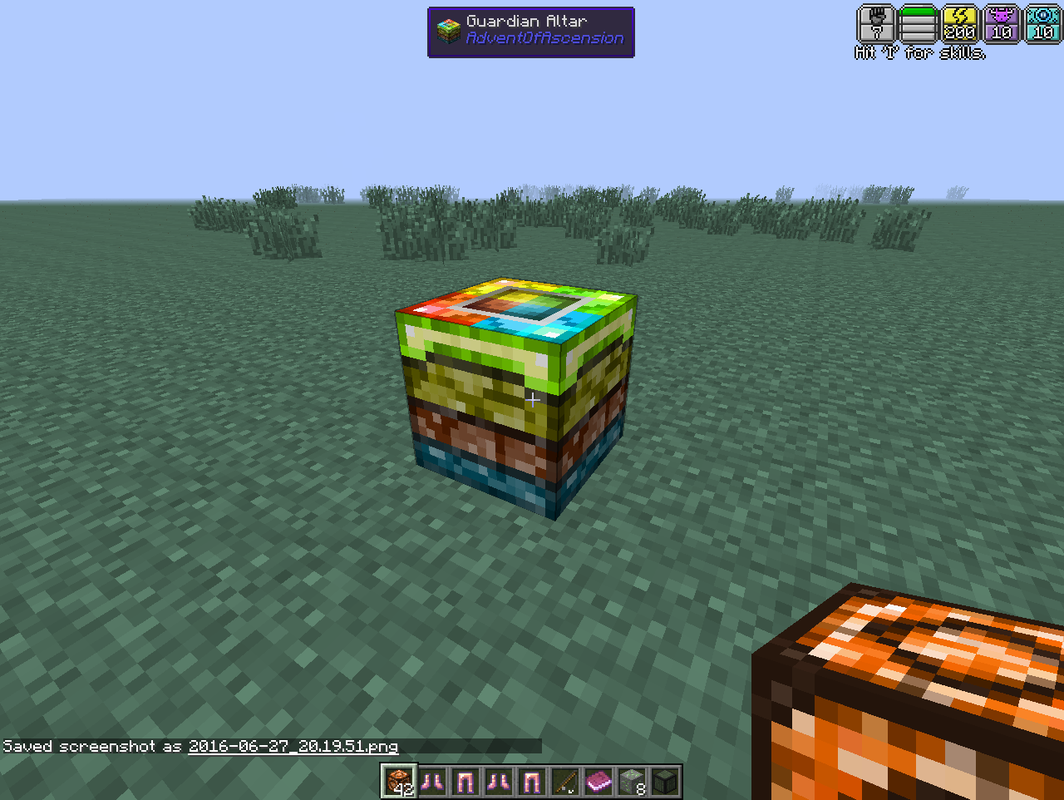 Guardian Altar
AdventOfAscension
7
200
10
10
Hit 'I' for skills.
Saved screenshot as 2016-06-27_20.19.51.png
42
8